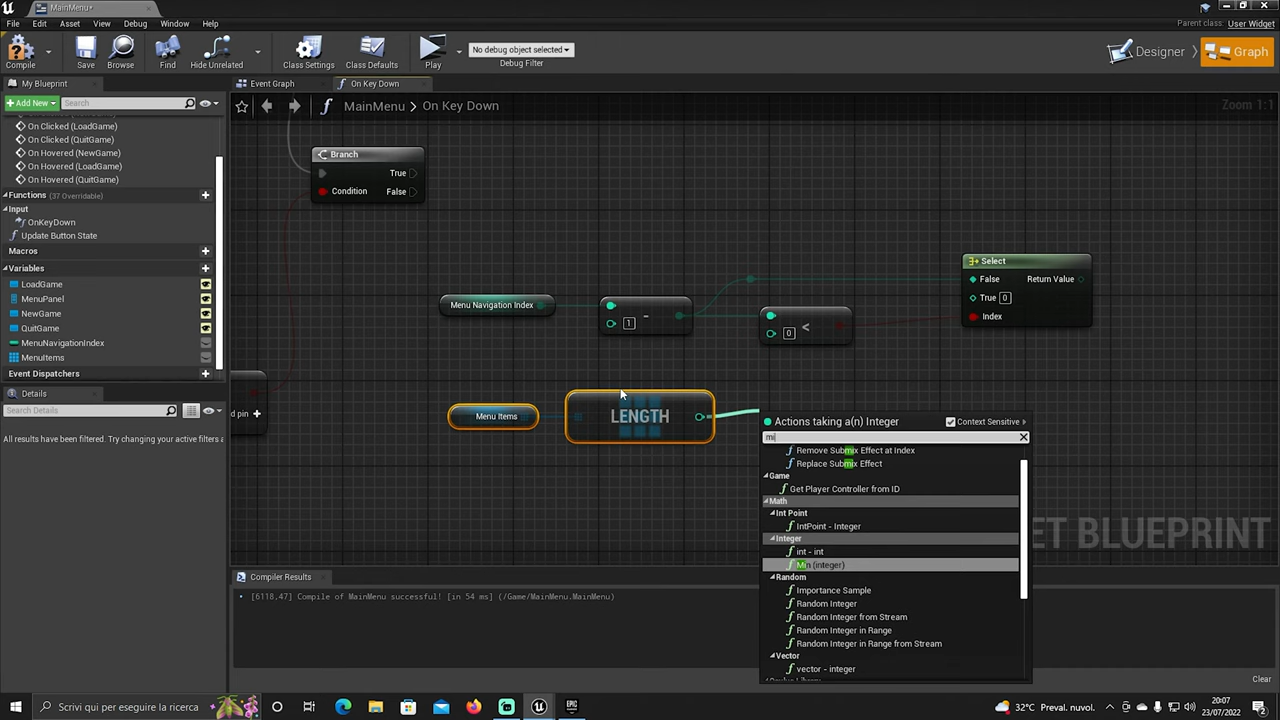 MainMenu*
File Edit Asset View Debug Window Help
Parent class: User Widget
Compile Save Browse Find Hide Unrelated Class Settings Class Defaults Play
No debug object selected
Debug Filter
Designer Graph
My Blueprint Event Graph On Key Down
+ Add New Search
MainMenu > On Key Down
Zoom 1:1
On Clicked (LoadGame)
On Clicked (QuitGame)
On Hovered (NewGame)
On Hovered (LoadGame)
On Hovered (QuitGame)
Functions (37 Overridable)
Input
OnKeyDown
Update Button State
Macros
Variables
LoadGame
MenuPanel
NewGame
QuitGame
MenuNavigationIndex
MenuItems
Event Dispatchers
Details
Search Details
All results have been filtered. Try changing your active filters a
Branch
True
Condition False
Menu Navigation Index
1 -
0 <
Select
False Return Value
True 0
Index
d pin +
Menu Items
LENGTH
Actions taking a(n) Integer Context Sensitive
mi
Remove Submix Effect at Index
Replace Submix Effect
Game
Get Player Controller from ID
Math
Int Point
IntPoint - Integer
Integer
int - int
Min (integer)
Random
Importance Sample
Random Integer
Random Integer from Stream
Random Integer in Range
Random Integer in Range from Stream
Vector
vector - integer
ET BLUEPRINT
Compiler Results
[6118,47] Compile of MainMenu successful! [in 54 ms] (/Game/MainMenu.MainMenu)
Clear
Scrivi qui per eseguire la ricerca
EPIC
32°C Preval. nuvol.
20:07
23/07/2022